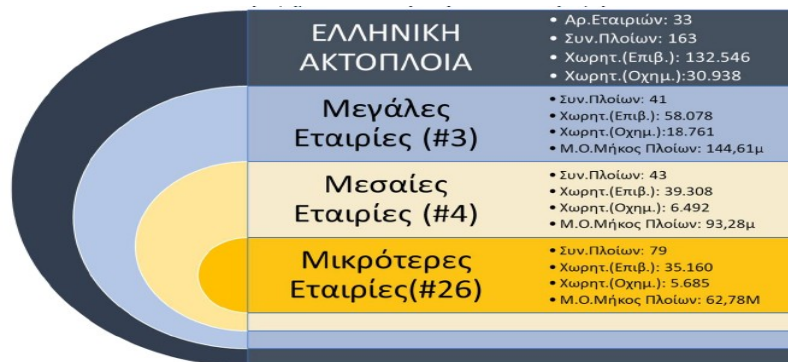 ΕΛΛΗΝΙΚΗ
ΑΚΤΟΠΛΟΙΑ
• Αρ.Εταιριών: 33
• Συν.Πλοίων: 163
• Χωρητ.(Επιβ.): 132.546
• Χωρητ.(Οχημ.):30.938
Μεγάλες
Εταιρίες (#3)
• Συν.Πλοίων: 41
• Χωρητ.(Επιβ.): 58.078
• Χωρητ.(Οχημ.):18.761
• Μ.Ο.Μήκος Πλοίων: 144,61μ
Μεσαίες
Εταιρίες (#4)
• Συν.Πλοίων: 43
• Χωρητ.(Επιβ.): 39.308
• Χωρητ.(Οχημ.): 6.492
• Μ.Ο.Μήκος Πλοίων: 93,28μ
Μικρότερες
Εταιρίες(#26)
• Συν.Πλοίων: 79
• Χωρητ.(Επιβ.): 35.160
• Χωρητ.(Οχημ.): 5.685
• Μ.Ο.Μήκος Πλοίων: 62,78Μ